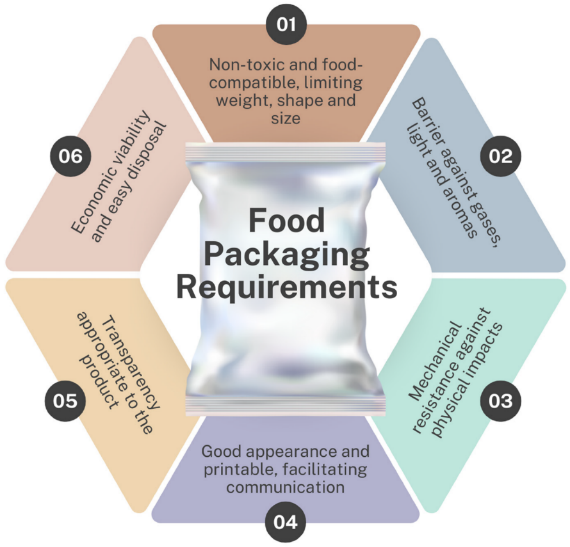 01
Non-toxic and food-
compatible, limiting
weight, shape and
size
02
Barrier against gases,
light and aromas
03
Mechanical
resistance against
physical impacts
04
Good appearance and
printable, facilitating
communication
05
Transparency
appropriate to the
product
06
Economic viability
and easy disposal
Food
Packaging
Requirements